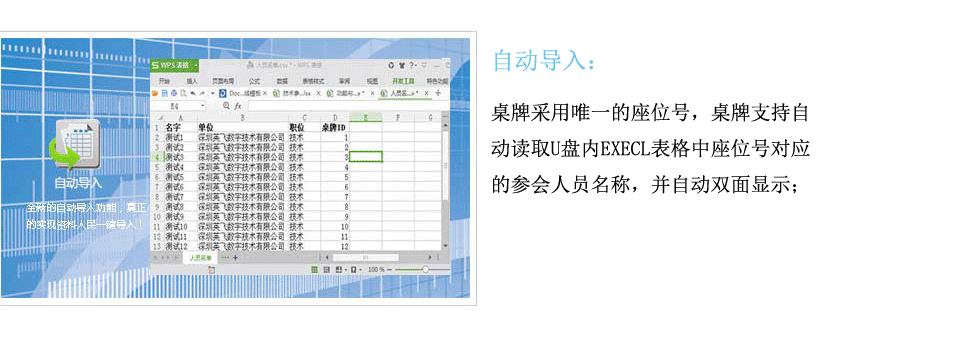 自动导入：
桌牌采用唯一的座位号，桌牌支持自
动读取U盘内EXECL表格中座位号对应
的参会人员名称，并自动双面显示；
自动导入
全新的自动导入功能，真正
的实现资料人员一键导入！
WPS 表格
人员名单.csv * - WPS 表格
开始 插入 页面布局 公式 数据 表格样式 审阅 视图 开发工具 特色功能
E4
fx
A B C D E F G
1 名字 单位 职位 桌牌ID
2 测试1 深圳英飞数字技术有限公司 技术 1
3 测试2 深圳英飞数字技术有限公司 技术 2
4 测试3 深圳英飞数字技术有限公司 技术 3
5 测试4 深圳英飞数字技术有限公司 技术 4
6 测试5 深圳英飞数字技术有限公司 技术 5
7 测试6 深圳英飞数字技术有限公司 技术 6
8 测试7 深圳英飞数字技术有限公司 技术 7
9 测试8 深圳英飞数字技术有限公司 技术 8
10 测试9 深圳英飞数字技术有限公司 技术 9
11 测试10 深圳英飞数字技术有限公司 技术 10
12 测试11 深圳英飞数字技术有限公司 技术 11
13 测试12 深圳英飞数字技术有限公司 技术 12
人员名单
100 %